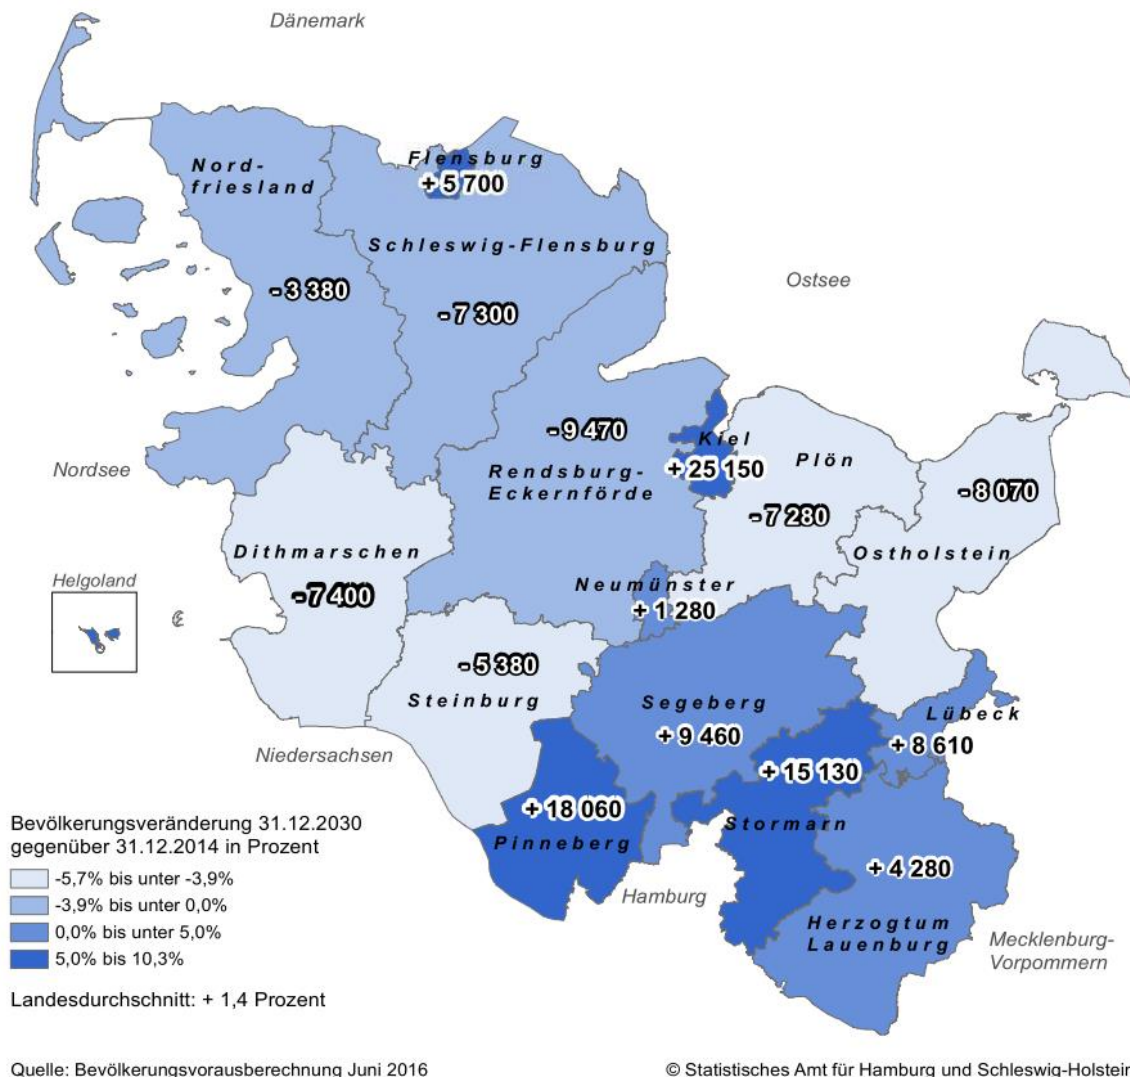 Dänemark
Nord-
friesland
Flensburg
+ 5 700
Schleswig-Flensburg
- 3 380
- 7 300
Ostsee
- 9 470
Kiel
+ 25 150
Plön
Nordsee
Rendsburg-
Eckernförde
- 8 070
- 7 280
Dithmarschen
Ostholstein
Helgoland
- 7 400
Neumünster
+ 1 280
- 5 380
Steinburg
Segeberg
+ 9 460
Lübeck
+ 8 610
Niedersachsen
+ 15 130
+ 18 060
Pinneberg
Stormarn
+ 4 280
Hamburg
Herzogtum
Lauenburg
Mecklenburg-
Vorpommern
Bevölkerungsveränderung 31.12.2030
gegenüber 31.12.2014 in Prozent
-5,7% bis unter -3,9%
-3,9% bis unter 0,0%
0,0% bis unter 5,0%
5,0% bis 10,3%
Landesdurchschnitt: + 1,4 Prozent
Quelle: Bevölkerungsvorausberechnung Juni 2016
© Statistisches Amt für Hamburg und Schleswig-Holstein